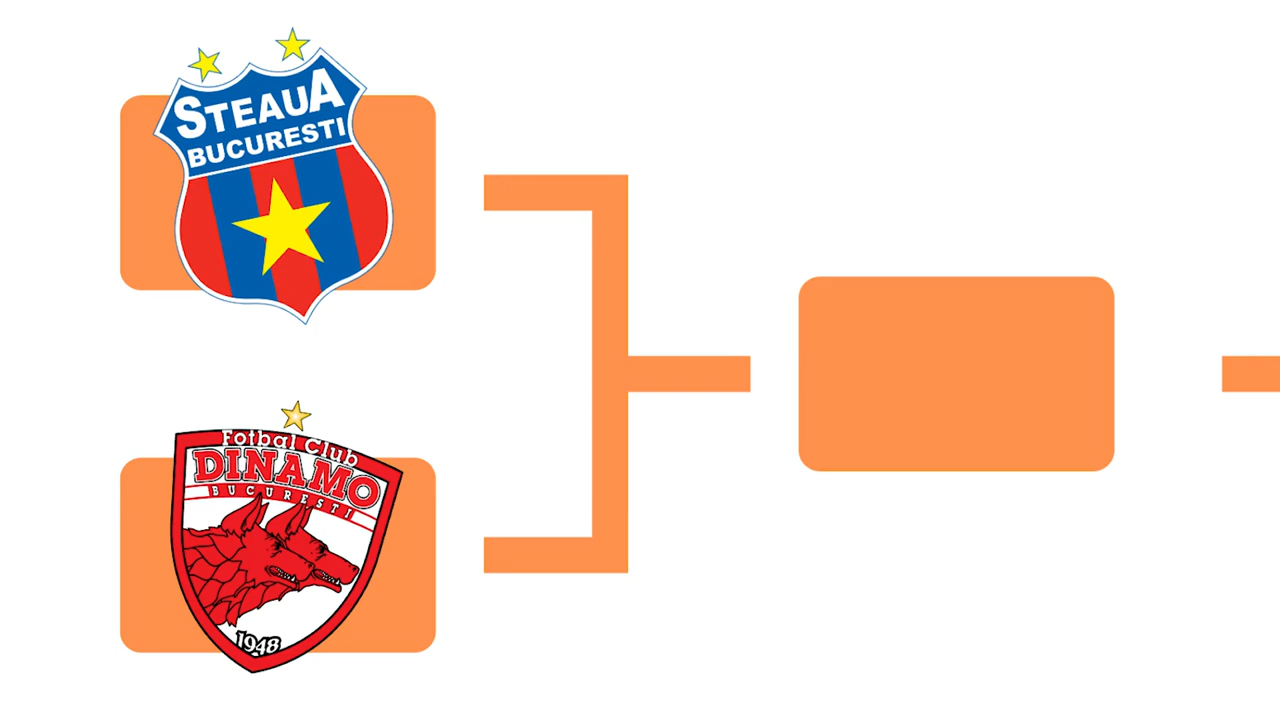 STEAUA
BUCURESTI
Fotbal Club
DINAMO
BUCURESTI
1948